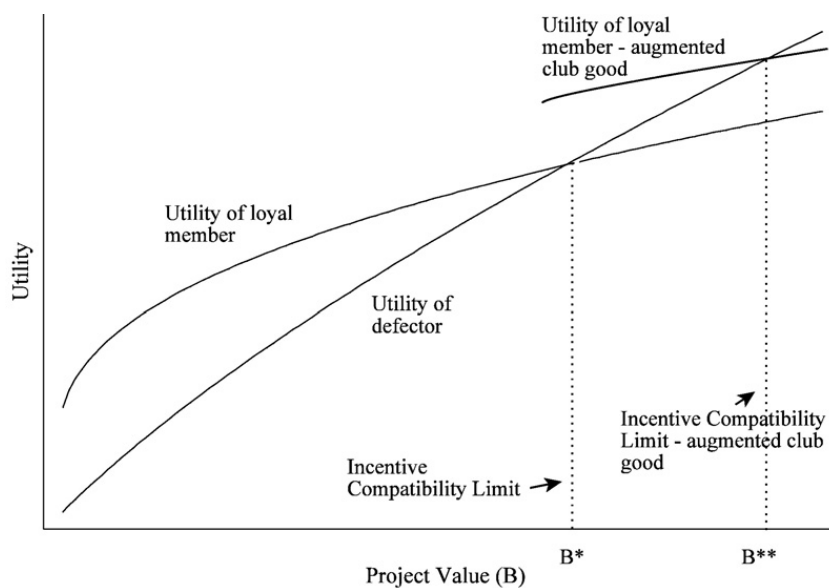 Utility of loyal
member - augmented
club good
Utility of loyal
member
Utility
Utility of
defector
Incentive Compatibility
Limit - augmented club
good
Incentive
Compatibility Limit
B*
B**
Project Value (B)